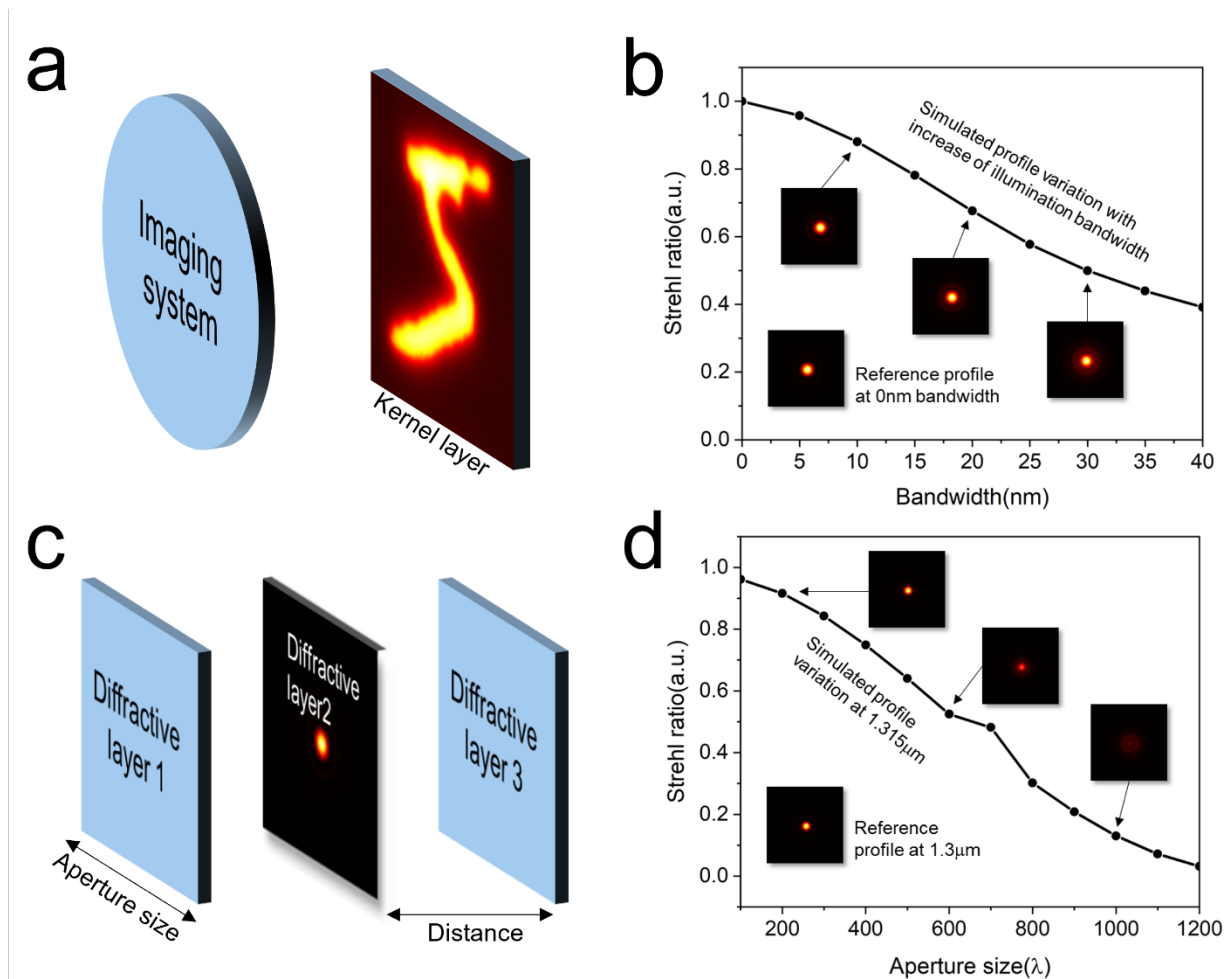 a
Imaging
system
Kernel layer
b
Strehl ratio(a.u.)
1.0
0.8
0.6
0.4
0.2
0.0
Simulated profile variation with
increase of illumination bandwidth
Reference profile
at 0nm bandwidth
0 5 10 15 20 25 30 35 40
Bandwidth(nm)
c
Diffractive
layer 1
Diffractive
layer2
Diffractive
layer 3
Aperture size
Distance
d
Strehl ratio(a.u.)
1.0
0.8
0.6
0.4
0.2
0.0
Simulated profile
variation at 1.315μm
Reference
profile at 1.3μm
200 400 600 800 1000 1200
Aperture size(λ)